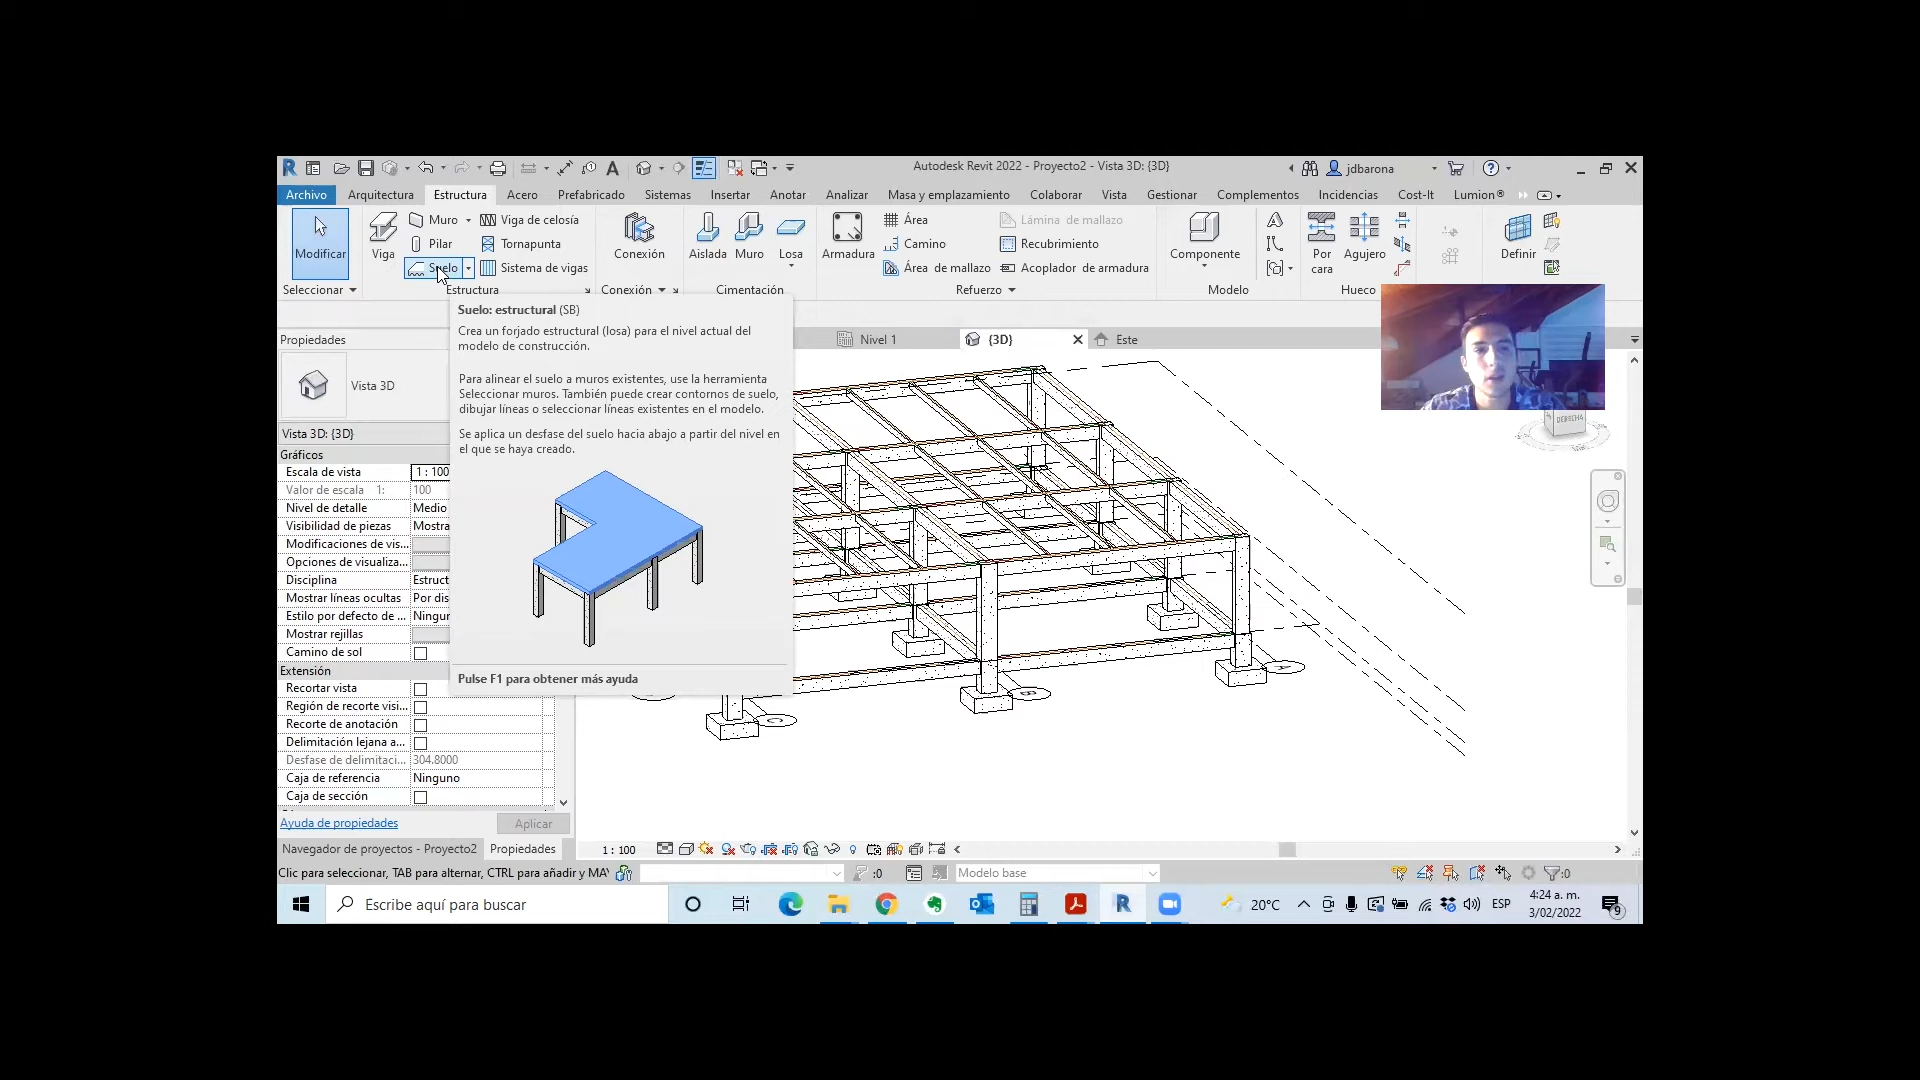 Autodesk Revit 2022 - Proyecto2 - Vista 3D: {3D}
jdbarona
Archivo Arquitectura Estructura Acero Prefabricado Sistemas Insertar Anotar Analizar Masa y emplazamiento Colaborar Vista Gestionar Complementos Incidencias Cost-It Lumion®
Modificar
Seleccionar
Viga
Muro
Pilar
Suelo
Viga de celosía
Tornapunta
Sistema de vigas
Estructura
Conexión
Conexión
Aislada
Muro
Losa
Cimentación
Armadura
Área
Camino
Área de mallazo
Lámina de mallazo
Recubrimiento
Acoplador de armadura
Refuerzo
Componente
Modelo
Por
cara
Agujero
Hueco
Definir
Suelo: estructural (SB)
Crea un forjado estructural (losa) para el nivel actual del
modelo de construcción.
Para alinear el suelo a muros existentes, use la herramienta
Seleccionar muros. También puede crear contornos de suelo,
dibujar líneas o seleccionar líneas existentes en el modelo.
Se aplica un desfase del suelo hacia abajo a partir del nivel en
el que se haya creado.
Pulse F1 para obtener más ayuda
Nivel 1
{3D}
Este
DERECHA
C
B
A
Propiedades
Vista 3D
Vista 3D: {3D}
Gráficos
Escala de vista 1 : 100
Valor de escala 1: 100
Nivel de detalle Medio
Visibilidad de piezas Mostra
Modificaciones de vis...
Opciones de visualiza...
Disciplina Estruct
Mostrar líneas ocultas Por dis
Estilo por defecto de ... Ningur
Mostrar rejillas
Camino de sol
Extensión
Recortar vista
Región de recorte visi...
Recorte de anotación
Delimitación lejana a...
Desfase de delimitaci... 304.8000
Caja de referencia Ninguno
Caja de sección
Ayuda de propiedades
Aplicar
Navegador de proyectos - Proyecto2
Propiedades
1 : 100
Clic para seleccionar, TAB para alternar, CTRL para añadir y MAY
:0
Modelo base
:0
Escribe aquí para buscar
20°C
ESP
4:24 a. m.
3/02/2022
9